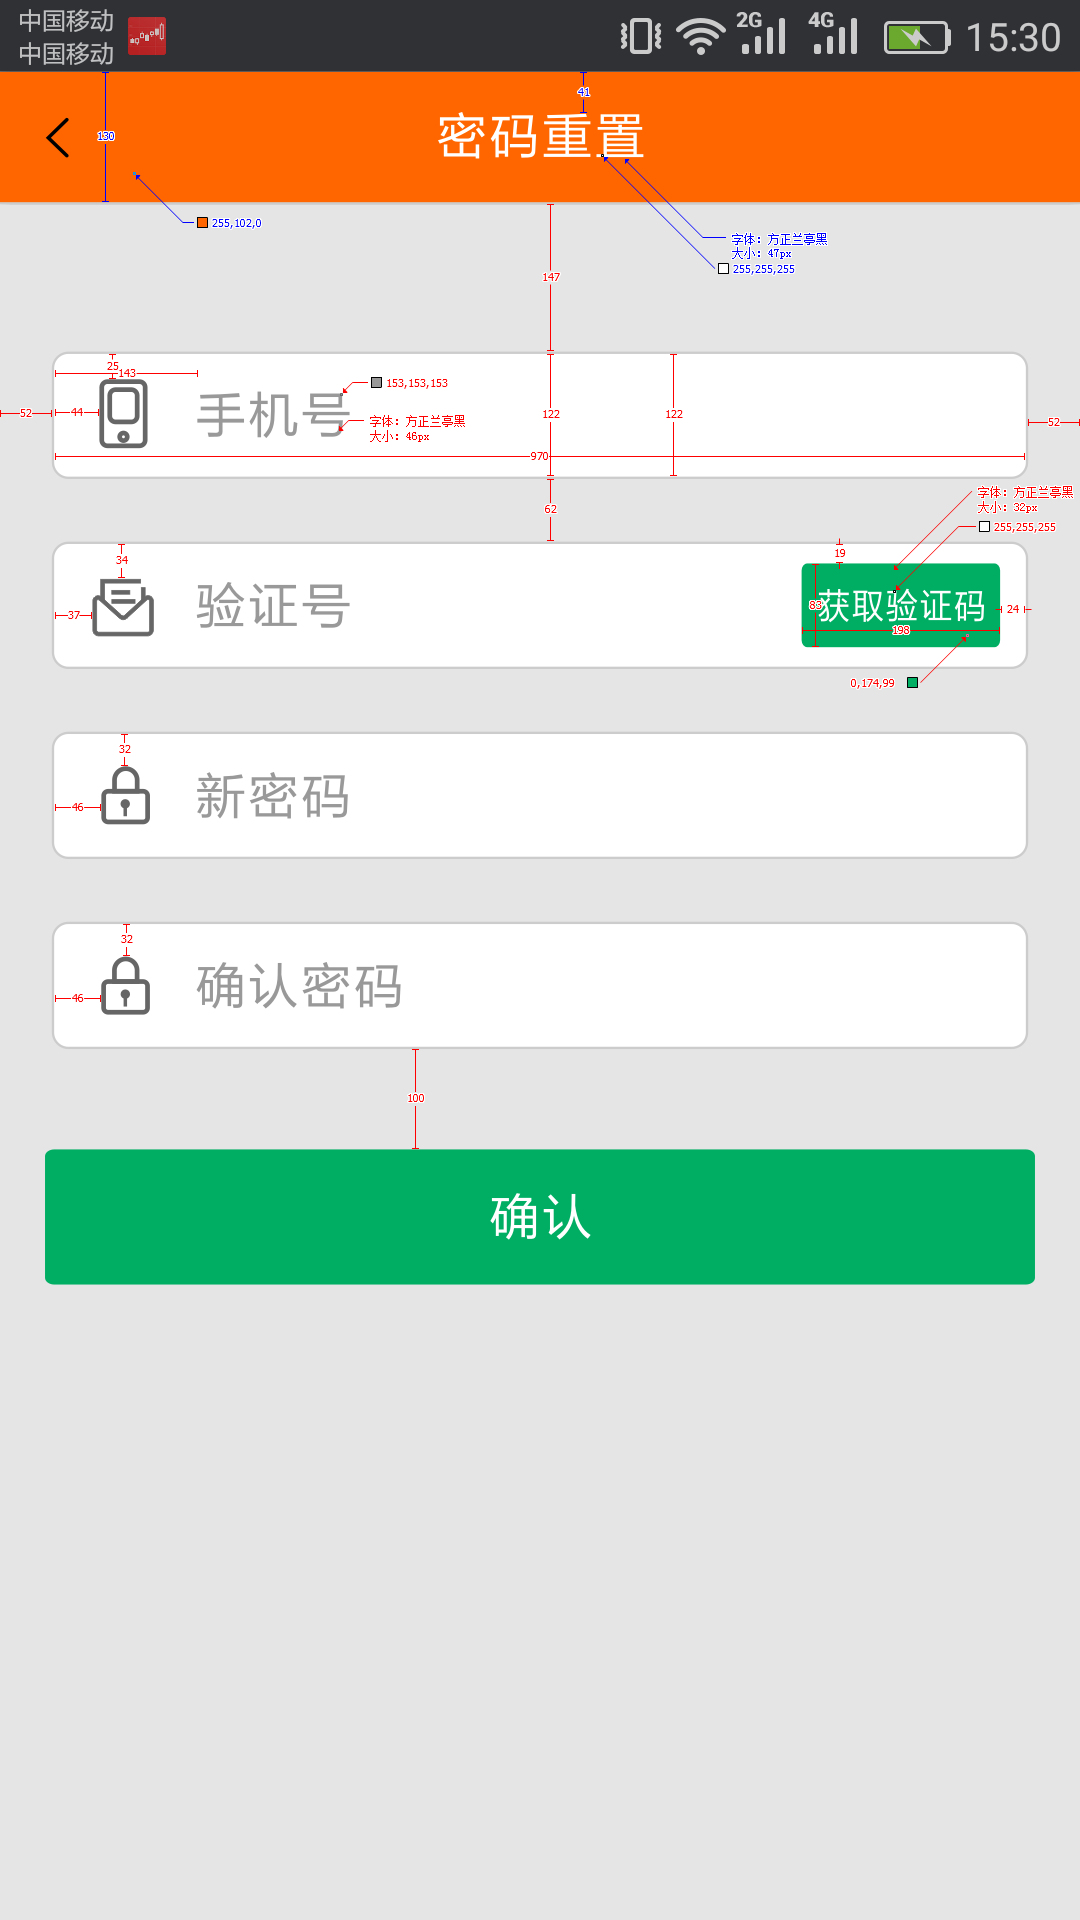 中国移动
中国移动
2G
4G
15:30
41
130
密码重置
255,102,0
字体：方正兰亭黑
大小：47px
255,255,255
147
25
143
153,153,153
52
44
手机号
字体：方正兰亭黑
大小：46px
122
122
52
970
字体：方正兰亭黑
大小：32px
62
255,255,255
34
19
37
验证号
83
获取验证码
24
198
0,174,99
32
46
新密码
32
46
确认密码
100
确认